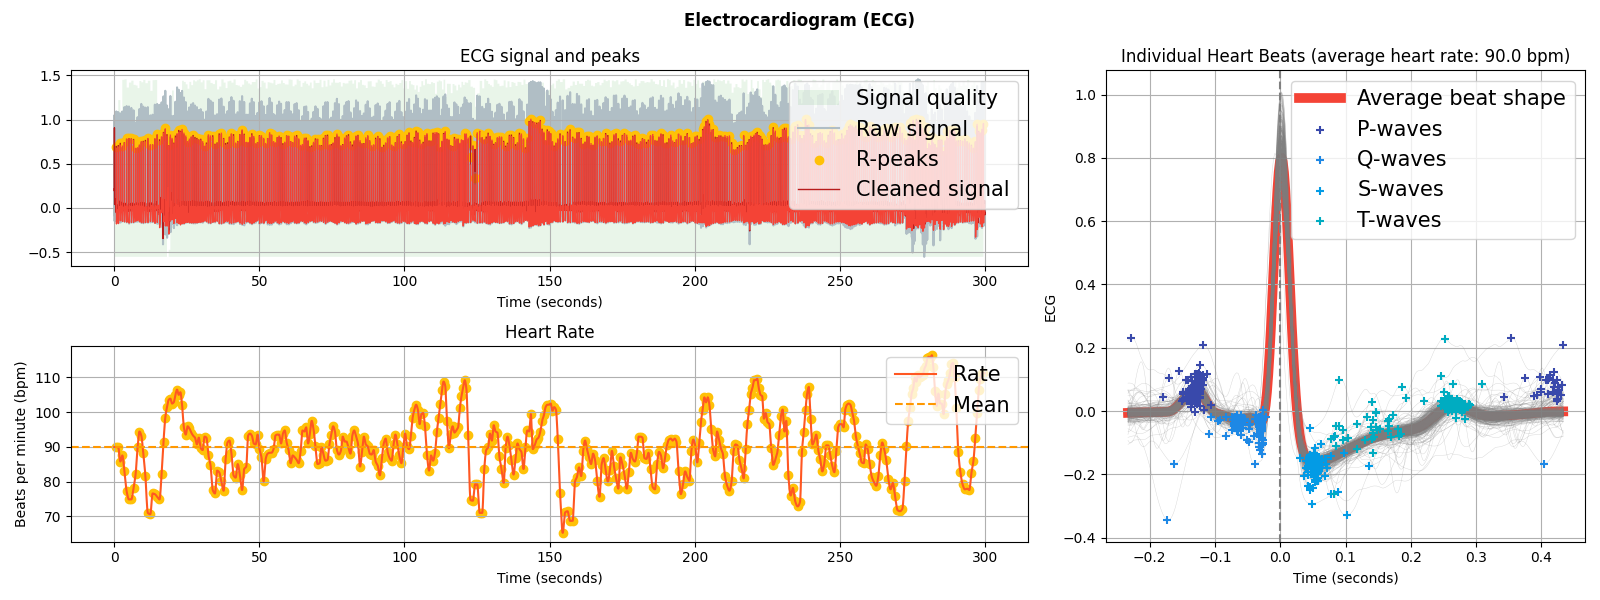 Electrocardiogram (ECG)
ECG signal and peaks
1.5
1.0
0.5
0.0
−0.5
Signal quality
Raw signal
R-peaks
Cleaned signal
0 50 100 150 200 250 300
Time (seconds)
Heart Rate
Beats per minute (bpm)
110
100
90
80
70
Rate
Mean
0 50 100 150 200 250 300
Time (seconds)
Individual Heart Beats (average heart rate: 90.0 bpm)
ECG
1.0
0.8
0.6
0.4
0.2
0.0
−0.2
−0.4
Average beat shape
P-waves
Q-waves
S-waves
T-waves
−0.2 −0.1 0.0 0.1 0.2 0.3 0.4
Time (seconds)